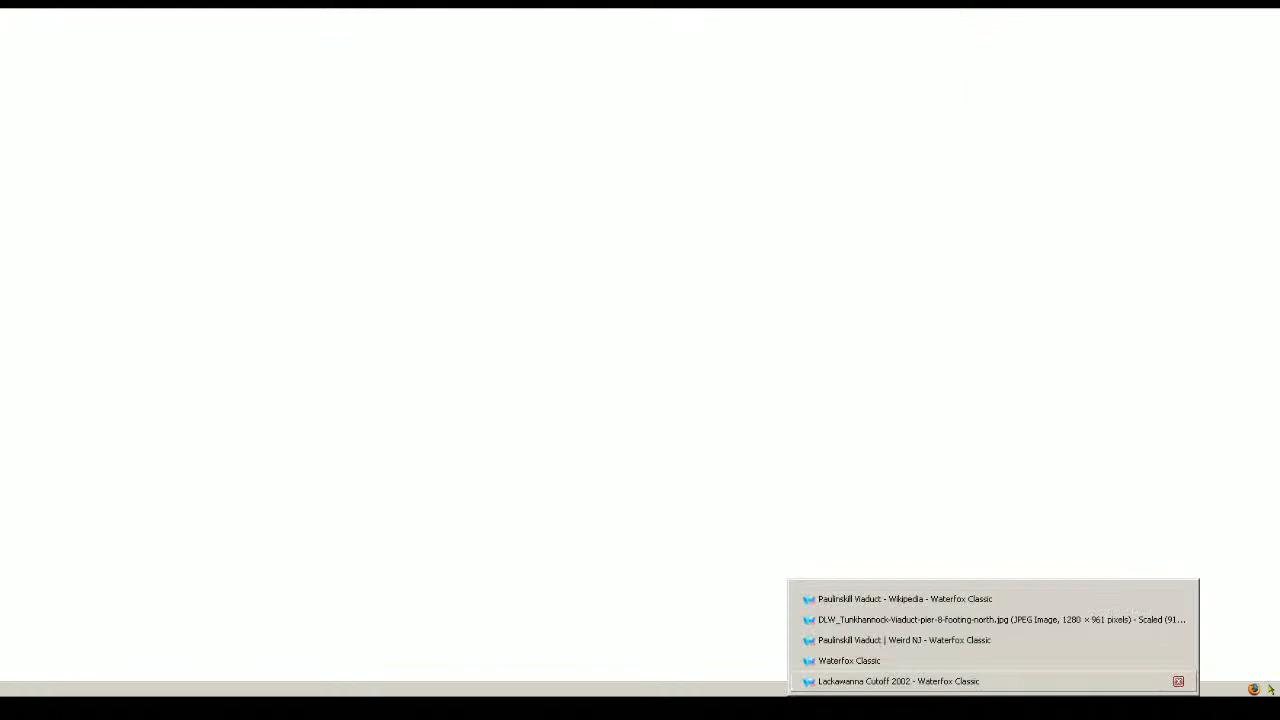 Paulinskill Viaduct - Wikipedia - Waterfox Classic
DLW_Tunkhannock-Viaduct-pier-8-footing-north.jpg (JPEG Image, 1280 × 961 pixels) - Scaled (91...
Paulinskill Viaduct | Weird NJ - Waterfox Classic
Waterfox Classic
Lackawanna Cutoff 2002 - Waterfox Classic